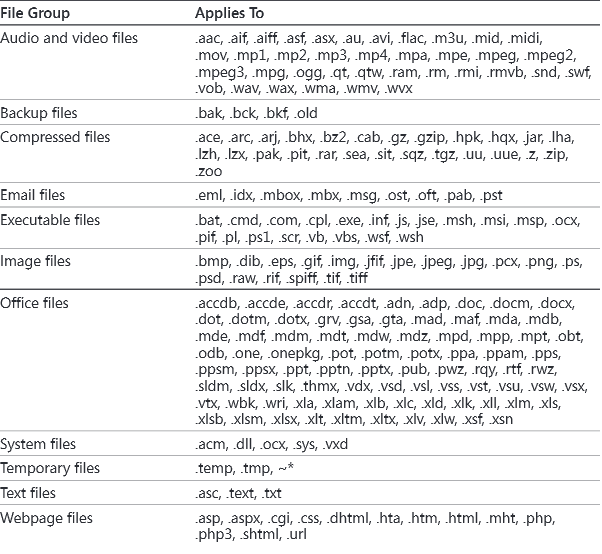 File Group Applies To
Audio and video files .aac, .aif, .aiff, .asf, .asx, .au, .avi, .flac, .m3u, .mid, .midi,
.mov, .mp1, .mp2, .mp3, .mp4, .mpa, .mpe, .mpeg, .mpeg2,
.mpeg3, .mpg, .ogg, .qt, .qtw, .ram, .rm, .rmi, .rmvb, .snd, .swf,
.vob, .wav, .wax, .wma, .wmv, .wvx
Backup files .bak, .bck, .bkf, .old
Compressed files .ace, .arc, .arj, .bhx, .bz2, .cab, .gz, .gzip, .hpk, .hqx, .jar, .lha,
.lzh, .lzx, .pak, .pit, .rar, .sea, .sit, .sqz, .tgz, .uu, .uue, .z, .zip,
.zoo
Email files .eml, .idx, .mbox, .mbx, .msg, .ost, .oft, .pab, .pst
Executable files .bat, .cmd, .com, .cpl, .exe, .inf, .js, .jse, .msh, .msi, .msp, .ocx,
.pif, .pl, .ps1, .scr, .vb, .vbs, .wsf, .wsh
Image files .bmp, .dib, .eps, .gif, .img, .jfif, .jpe, .jpeg, .jpg, .pcx, .png, .ps,
.psd, .raw, .rif, .spiff, .tif, .tiff
Office files .accdb, .accde, .accdr, .accdt, .adn, .adp, .doc, .docm, .docx,
.dot, .dotm, .dotx, .grv, .gsa, .gta, .mad, .maf, .mda, .mdb,
.mde, .mdf, .mdm, .mdt, .mdw, .mdz, .mpd, .mpp, .mpt, .obt,
.odb, .one, .onepkg, .pot, .potm, .potx, .ppa, .ppam, .pps,
.ppsm, .ppsx, .ppt, .pptn, .pptx, .pub, .pwz, .rqy, .rtf, .rwz,
.sldm, .sldx, .slk, .thmx, .vdx, .vsd, .vsl, .vss, .vst, .vsu, .vsw, .vsx,
.vtx, .wbk, .wri, .xla, .xlam, .xlb, .xlc, .xld, .xlk, .xll, .xlm, .xls,
.xlsb, .xlsm, .xlsx, .xlt, .xltm, .xltx, .xlv, .xlw, .xsf, .xsn
System files .acm, .dll, .ocx, .sys, .vxd
Temporary files .temp, .tmp, ~*
Text files .asc, .text, .txt
Webpage files .asp, .aspx, .cgi, .css, .dhtml, .hta, .htm, .html, .mht, .php,
.php3, .shtml, .url